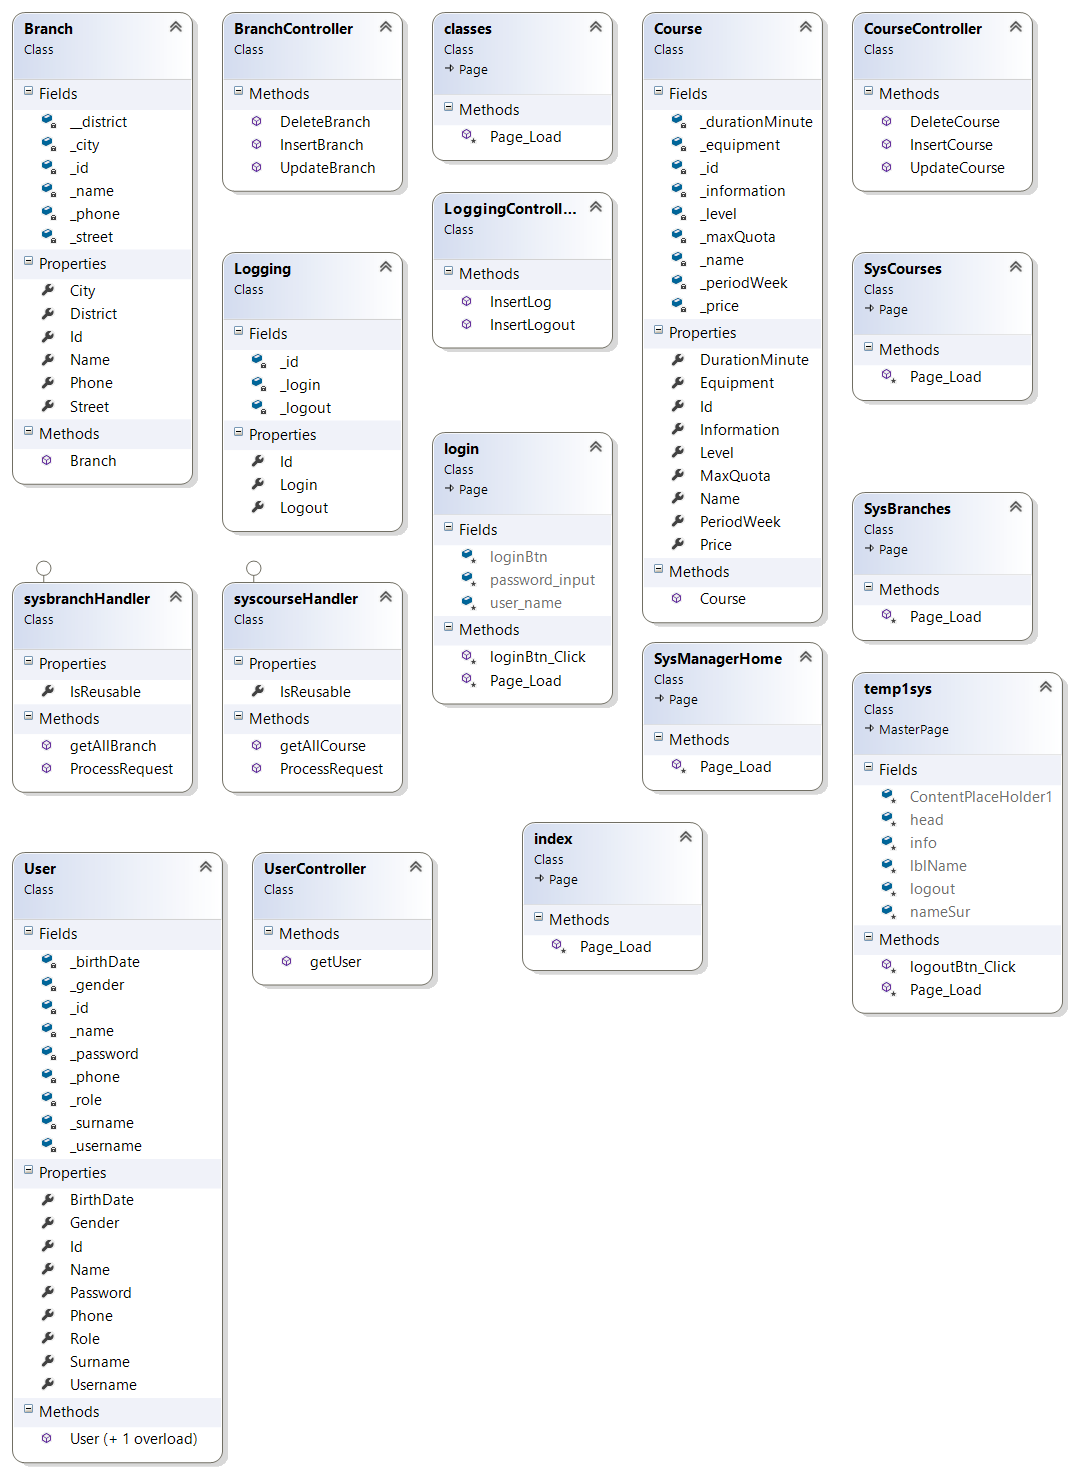 Branch
Class
Fields
__district
_city
_id
_name
_phone
_street
Properties
City
District
Id
Name
Phone
Street
Methods
Branch
BranchController
Class
Methods
DeleteBranch
InsertBranch
UpdateBranch
classes
Class
Page
Methods
Page_Load
Course
Class
Fields
_durationMinute
_equipment
_id
_information
_level
_maxQuota
_name
_periodWeek
_price
Properties
DurationMinute
Equipment
Id
Information
Level
MaxQuota
Name
PeriodWeek
Price
Methods
Course
CourseController
Class
Methods
DeleteCourse
InsertCourse
UpdateCourse
LoggingControll...
Class
Methods
InsertLog
InsertLogout
Logging
Class
Fields
_id
_login
_logout
Properties
Id
Login
Logout
SysCourses
Class
Page
Methods
Page_Load
login
Class
Page
Fields
loginBtn
password_input
user_name
Methods
loginBtn_Click
Page_Load
SysBranches
Class
Page
Methods
Page_Load
sysbranchHandler
Class
Properties
IsReusable
Methods
getAllBranch
ProcessRequest
syscourseHandler
Class
Properties
IsReusable
Methods
getAllCourse
ProcessRequest
SysManagerHome
Class
Page
Methods
Page_Load
temp1sys
Class
MasterPage
Fields
ContentPlaceHolder1
head
info
lblName
logout
nameSur
Methods
logoutBtn_Click
Page_Load
User
Class
Fields
_birthDate
_gender
_id
_name
_password
_phone
_role
_surname
_username
Properties
BirthDate
Gender
Id
Name
Password
Phone
Role
Surname
Username
Methods
User (+ 1 overload)
UserController
Class
Methods
getUser
index
Class
Page
Methods
Page_Load